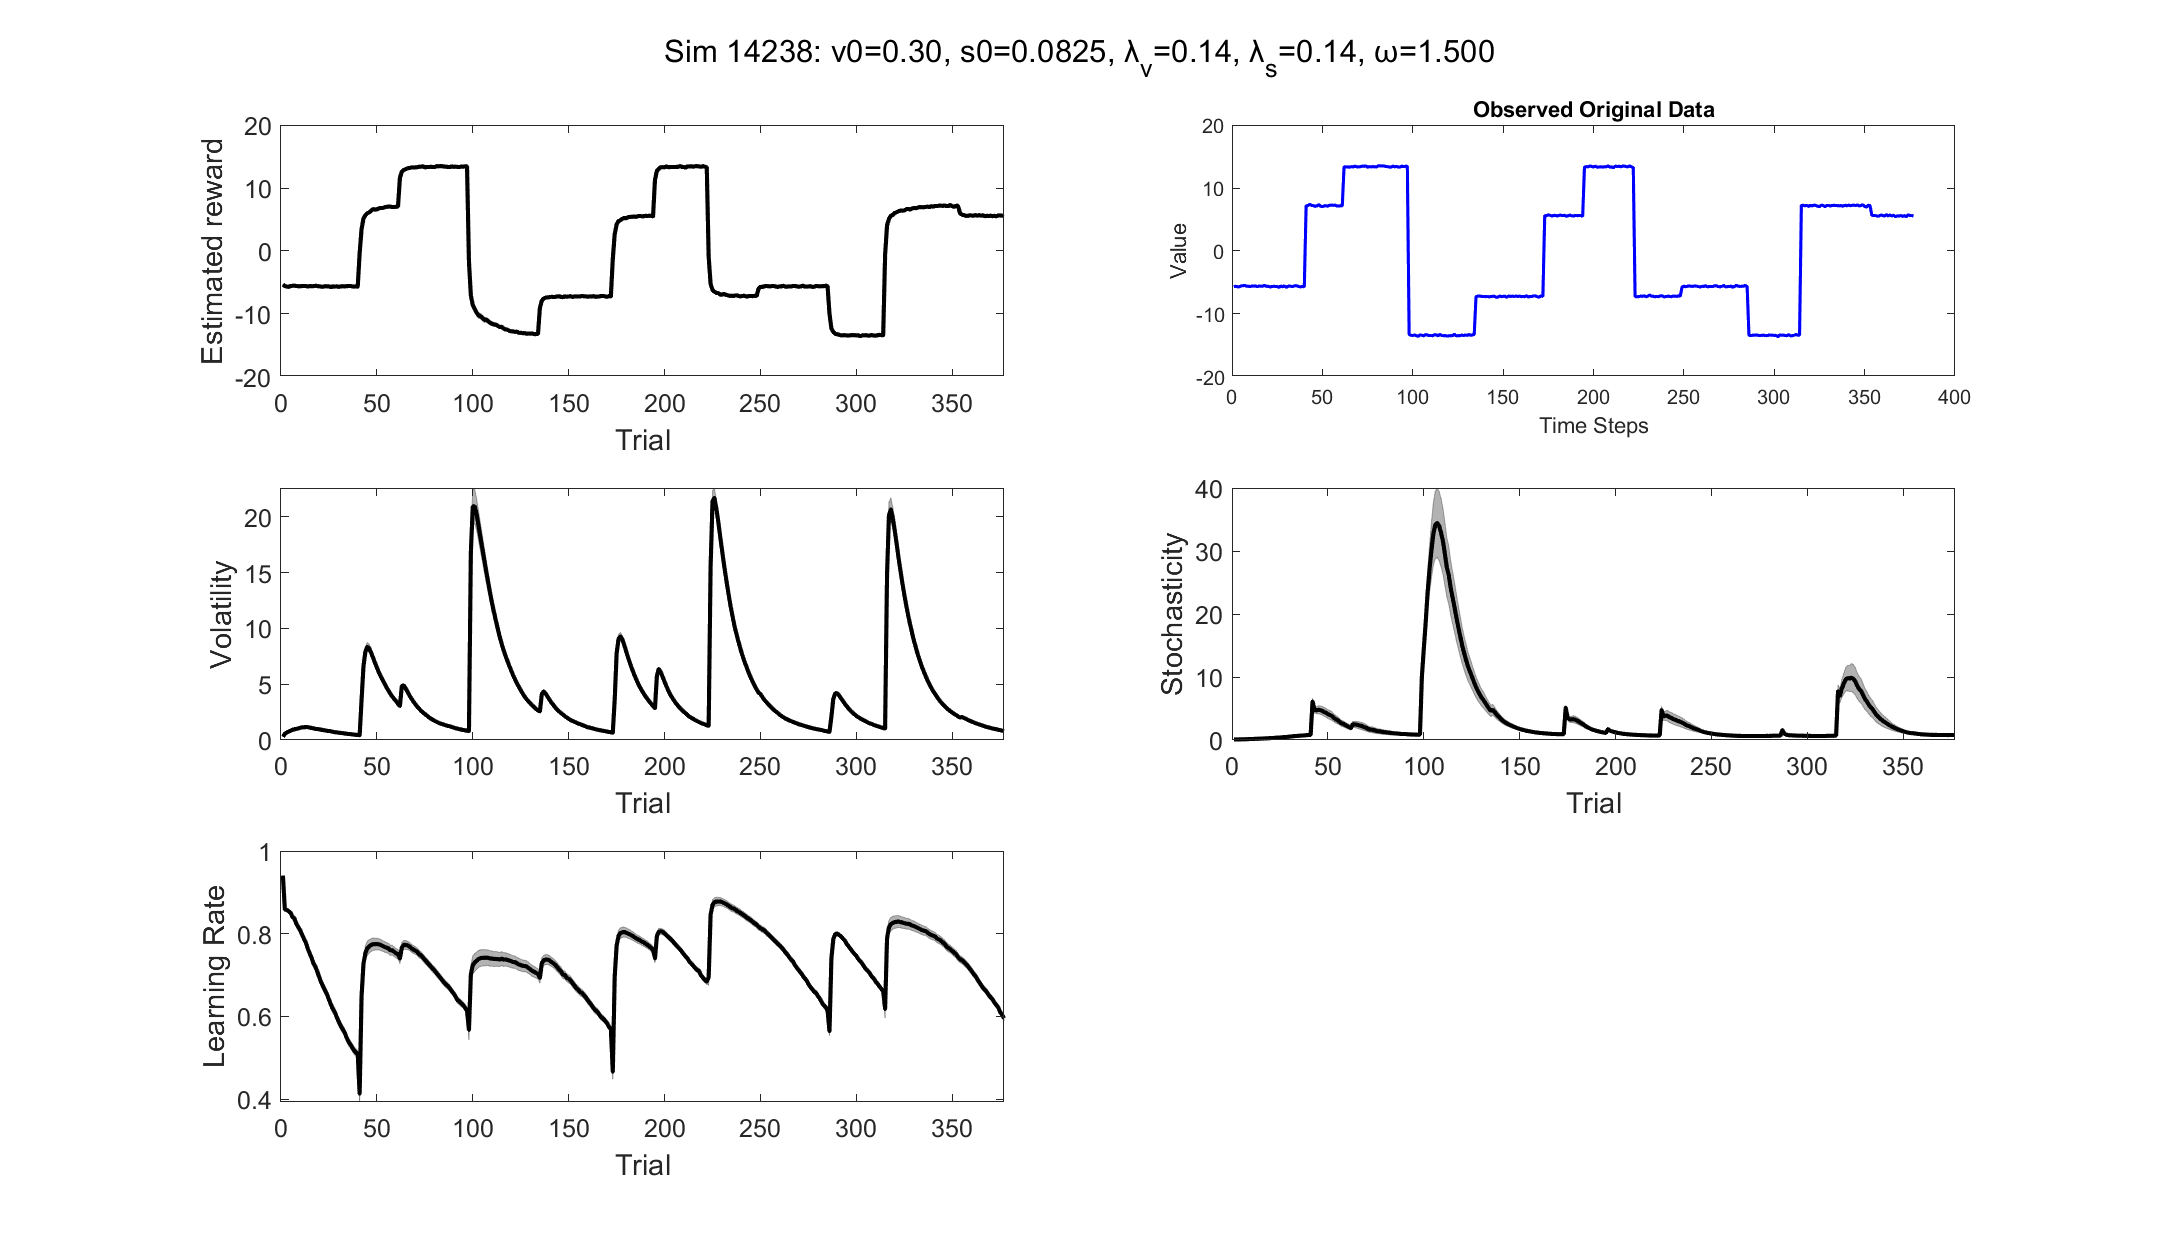 Sim 14238: v0=0.30, s0=0.0825, λv=0.14, λs=0.14, ω=1.500
20
10
0
-10
-20
Estimated reward
0 50 100 150 200 250 300 350
Trial
Observed Original Data
20
10
0
-10
-20
Value
0 50 100 150 200 250 300 350 400
Time Steps
20
15
10
5
0
Volatility
0 50 100 150 200 250 300 350
Trial
40
30
20
10
0
Stochasticity
0 50 100 150 200 250 300 350
Trial
1
0.8
0.6
0.4
Learning Rate
0 50 100 150 200 250 300 350
Trial